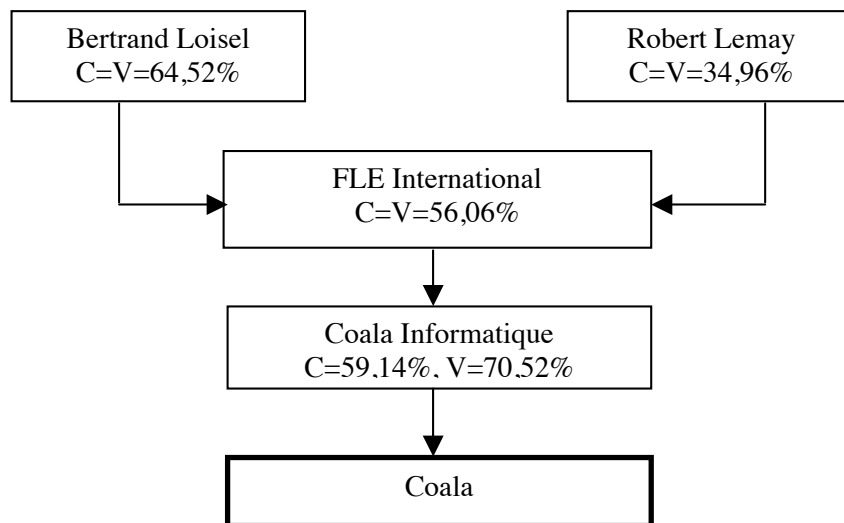 Bertrand Loisel
C=V=64,52%
Robert Lemay
C=V=34,96%
FLE International
C=V=56,06%
Coala Informatique
C=59,14%, V=70,52%
Coala